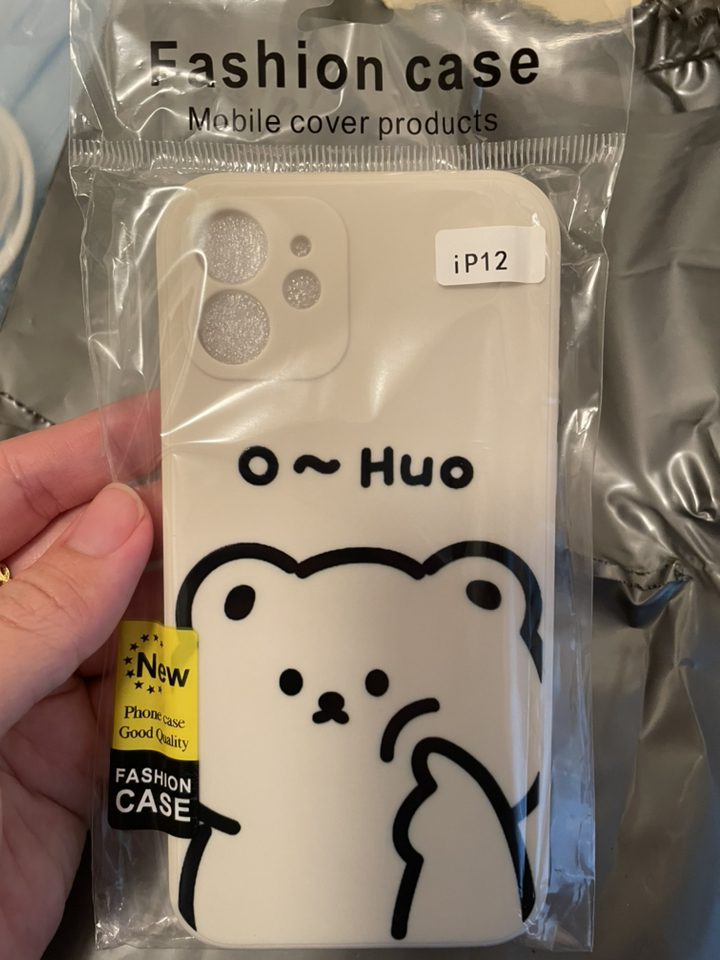 Fashion case
Mobile cover products
iP12
O~Huo
New
Phone case
Good Quality
FASHION
CASE